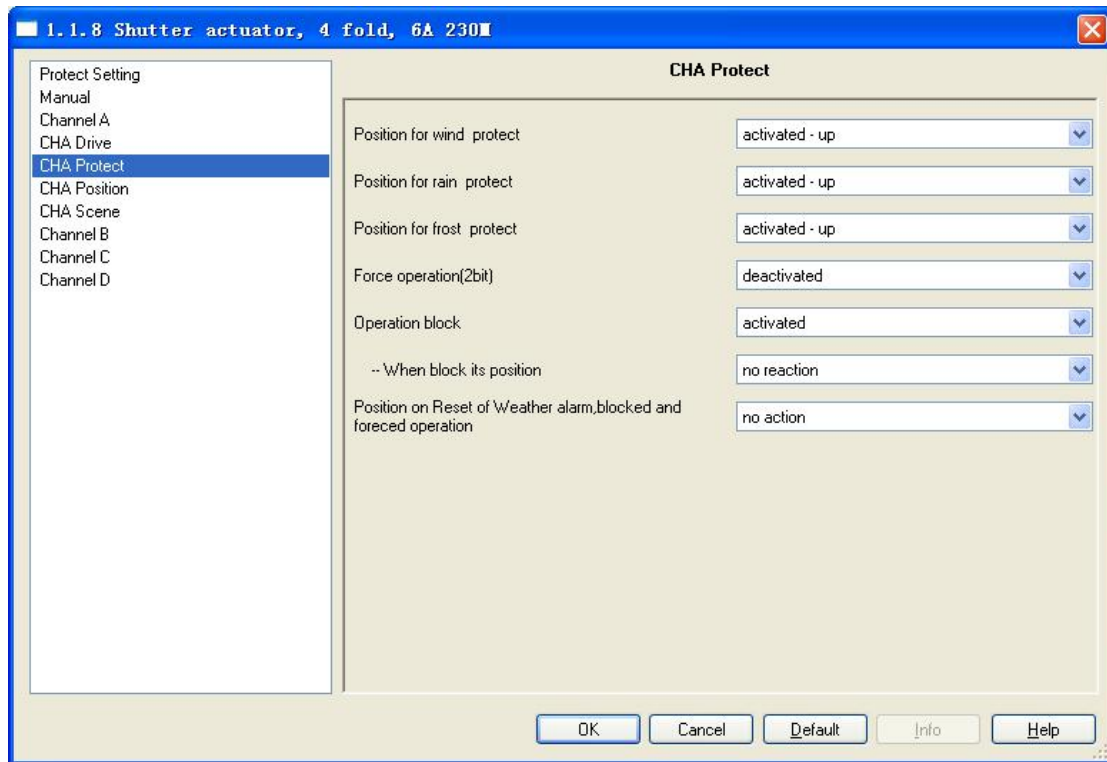 1.1.8 Shutter actuator, 4 fold, 6A 230M
Protect Setting
Manual
Channel A
CHA Drive
CHA Protect
CHA Position
CHA Scene
Channel B
Channel C
Channel D
CHA Protect
Position for wind protect
activated - up
Position for rain protect
activated - up
Position for frost protect
activated - up
Force operation(2bit)
deactivated
Operation block
activated
-- When block its position
no reaction
Position on Reset of Weather alarm,blocked and
foreced operation
no action
OK
Cancel
Default
Info
Help